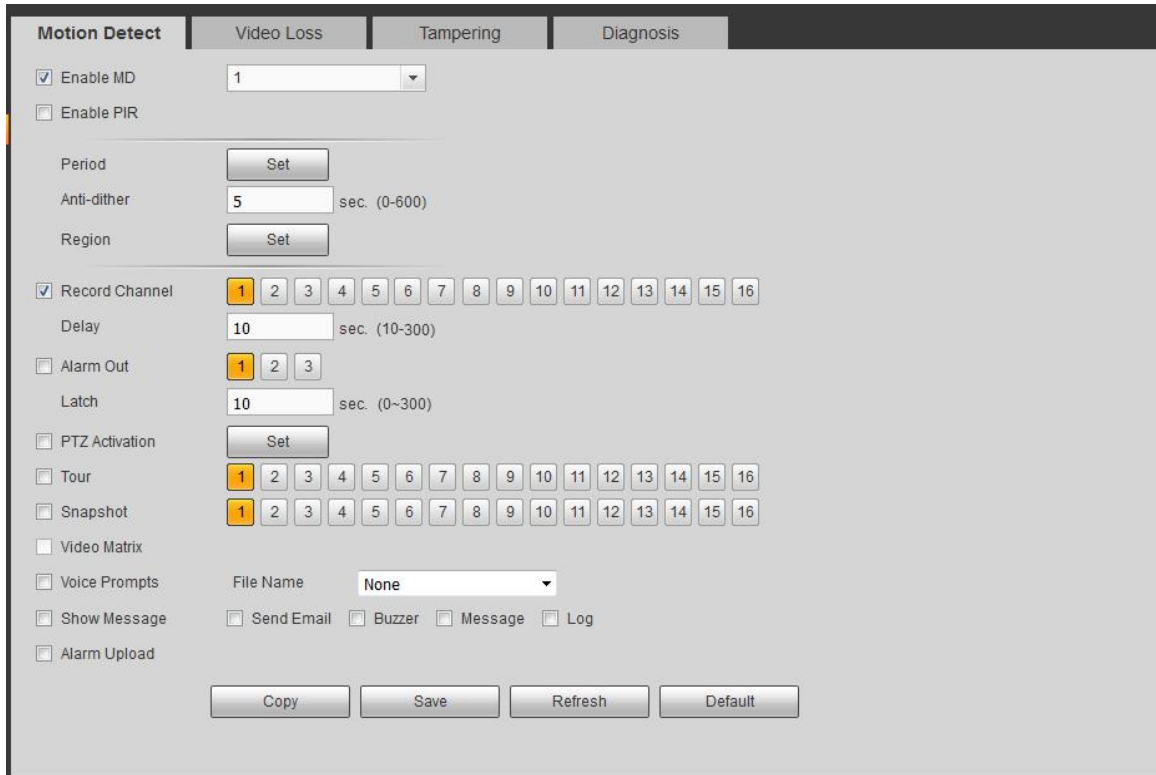 Motion Detect Video Loss Tampering Diagnosis
Enable MD 1
Enable PIR
Period Set
Anti-dither 5 sec. (0-600)
Region Set
Record Channel 1 2 3 4 5 6 7 8 9 10 11 12 13 14 15 16
Delay 10 sec. (10-300)
Alarm Out 1 2 3
Latch 10 sec. (0~300)
PTZ Activation Set
Tour 1 2 3 4 5 6 7 8 9 10 11 12 13 14 15 16
Snapshot 1 2 3 4 5 6 7 8 9 10 11 12 13 14 15 16
Video Matrix
Voice Prompts File Name None
Show Message Send Email Buzzer Message Log
Alarm Upload
Copy Save Refresh Default